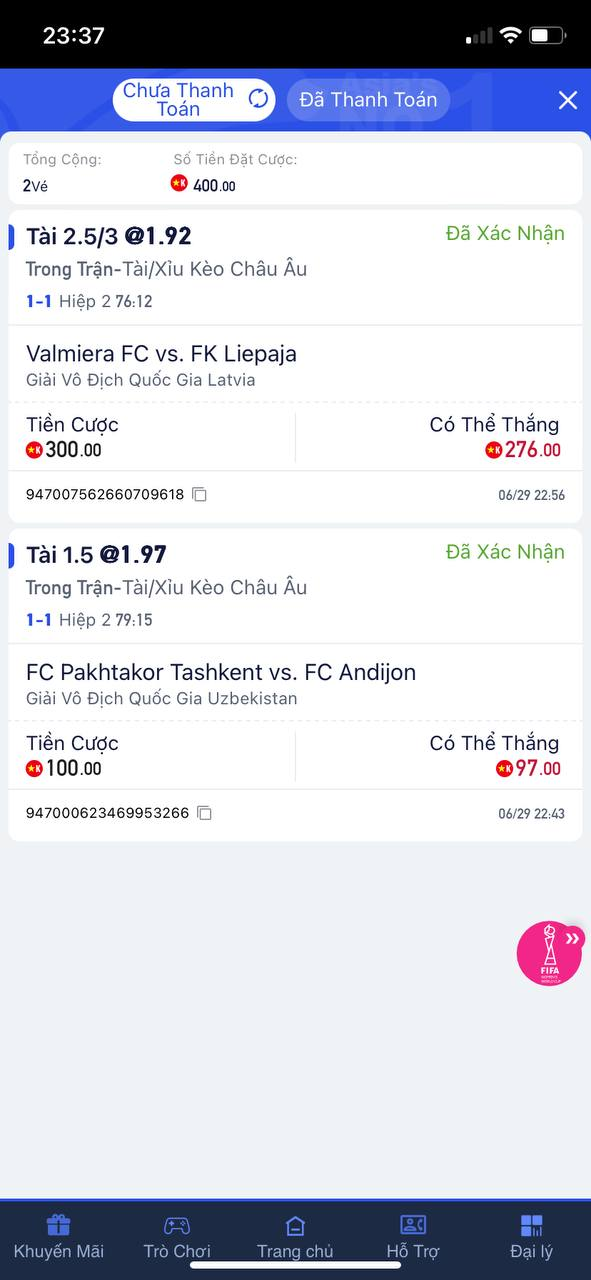 23:37
Chưa Thanh
Toán
Đã Thanh Toán
Tổng Cộng:
Số Tiền Đặt Cược:
2Vé
400.00
Tài 2.5/3 @1.92
Đã Xác Nhận
Trong Trận-Tài/Xỉu Kèo Châu Âu
1-1 Hiệp 2 76:12
Valmiera FC vs. FK Liepaja
Giải Vô Địch Quốc Gia Latvia
Tiền Cược
Có Thể Thắng
K 300.00
K 276.00
947007562660709618
06/29 22:56
Tài 1.5 @1.97
Đã Xác Nhận
Trong Trận-Tài/Xỉu Kèo Châu Âu
1-1 Hiệp 2 79:15
FC Pakhtakor Tashkent vs. FC Andijon
Giải Vô Địch Quốc Gia Uzbekistan
Tiền Cược
Có Thể Thắng
K 100.00
K 97.00
947000623469953266
06/29 22:43
FIFA
Khuyến Mãi
Trò Chơi
Trang chủ
Hỗ Trợ
Đại lý